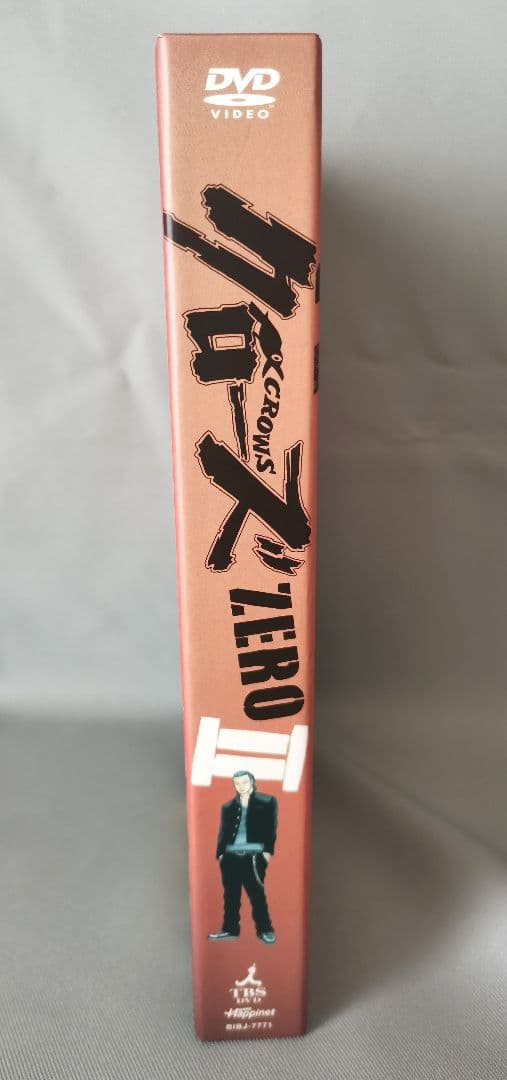 DVD
VIDEO
クローズ
CROWS
ZERO
II
TBS
DVD
Happinet
BIBJ-7771